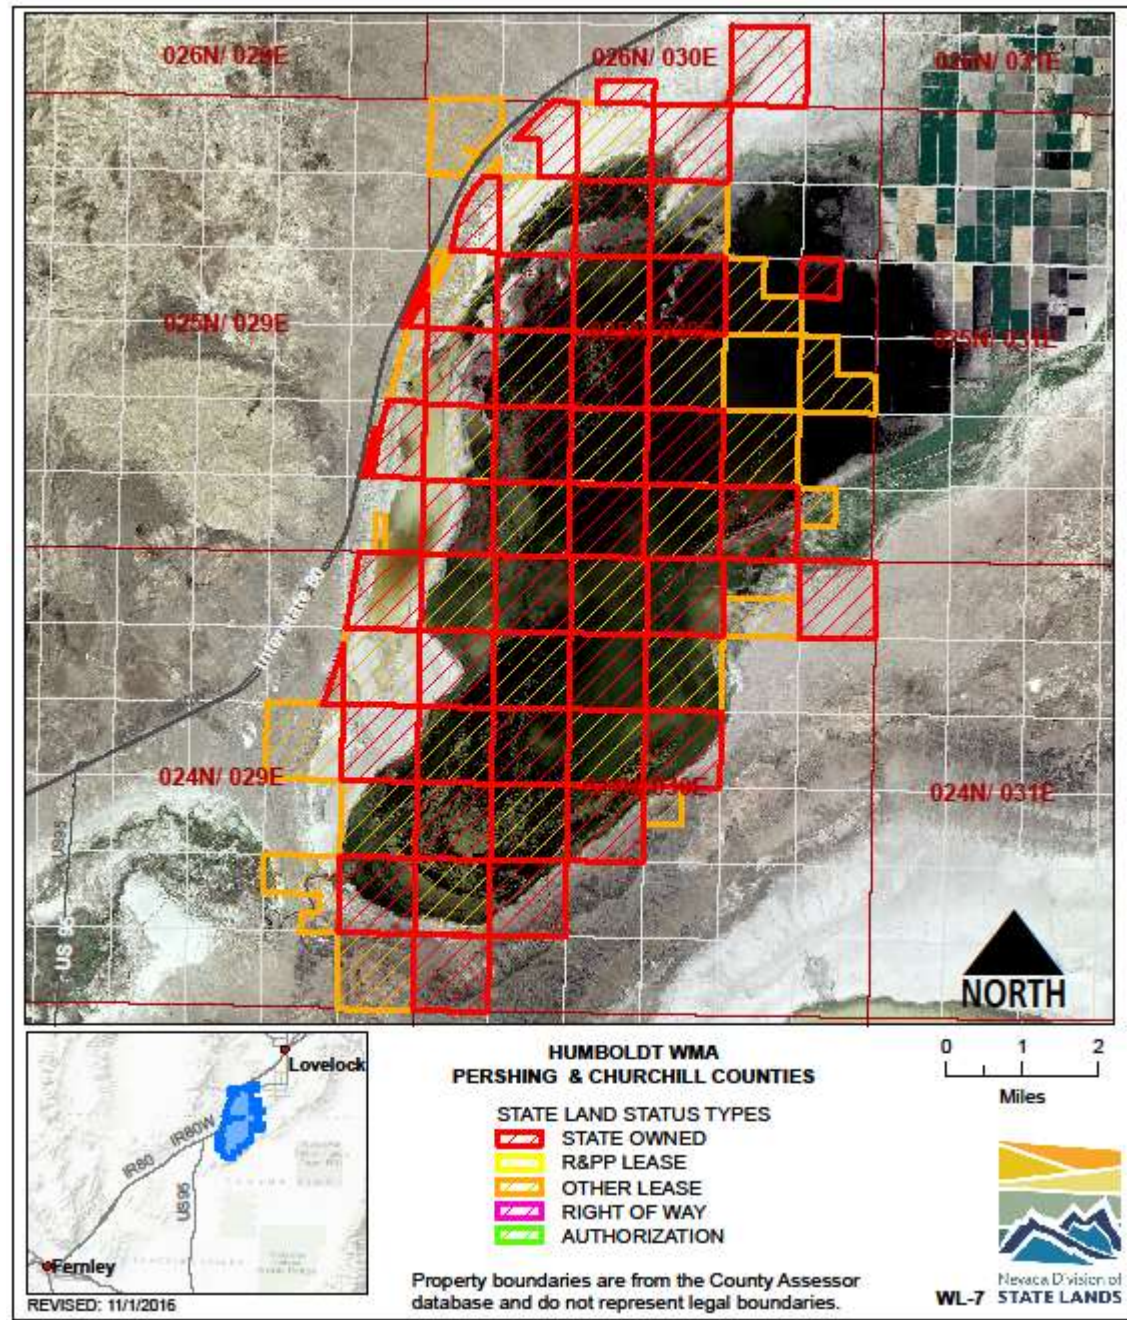 026N/ 029E
026N/ 030E
026N/ 031E
025N/ 029E
025N/ 031E
Interstate 80
024N/ 029E
024N/ 031E
US95
US 95
NORTH
Lovelock
IR80W
IR80
US95
Fernley
REVISED: 11/1/2016
HUMBOLDT WMA
PERSHING & CHURCHILL COUNTIES
STATE LAND STATUS TYPES
STATE OWNED
R&PP LEASE
OTHER LEASE
RIGHT OF WAY
AUTHORIZATION
Property boundaries are from the County Assessor
database and do not represent legal boundaries.
0 1 2
Miles
Nevada Division of
WL-7 STATE LANDS